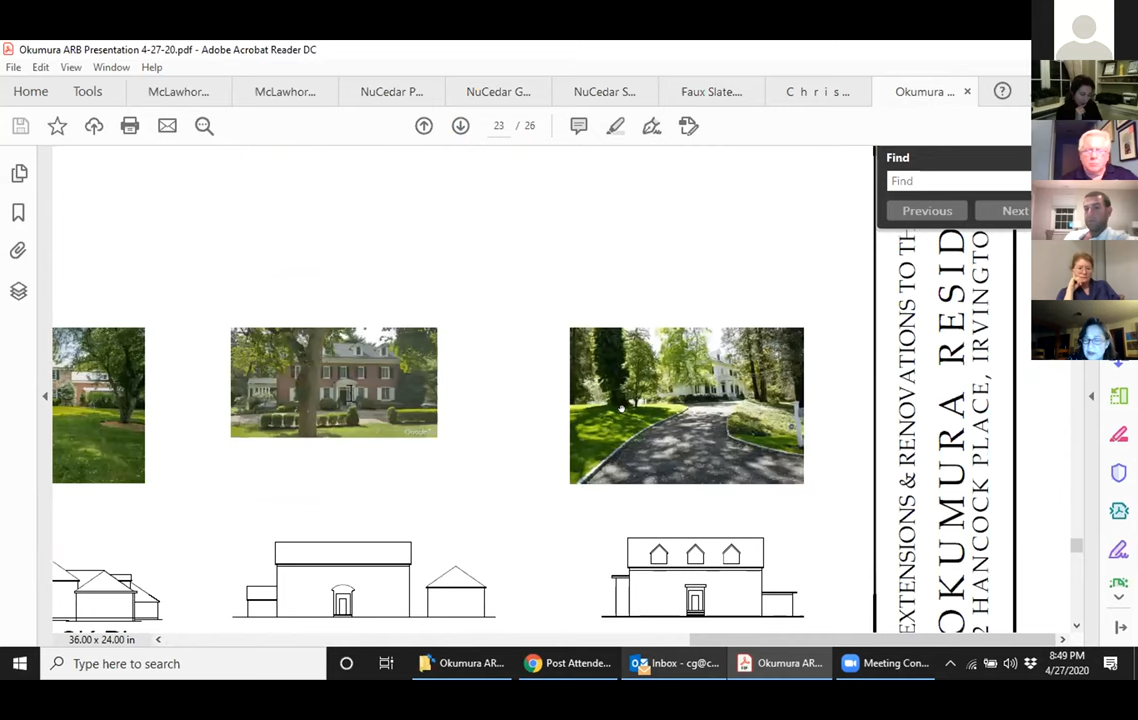 Okumura ARB Presentation 4-27-20.pdf - Adobe Acrobat Reader DC
File Edit View Window Help
Home Tools McLawhor... McLawhor... NuCedar P... NuCedar G... NuCedar S... Faux Slate.... C h r i s ... Okumura ...
23 / 26
Find
Find
Previous Next
EXTENSIONS & RENOVATIONS TO TH
OKUMURA RESID
2 HANCOCK PLACE, IRVINGTO
Google
36.00 x 24.00 in
Type here to search
Okumura AR...
Post Attende...
Inbox - cg@c...
Okumura AR...
Meeting Con...
8:49 PM
4/27/2020